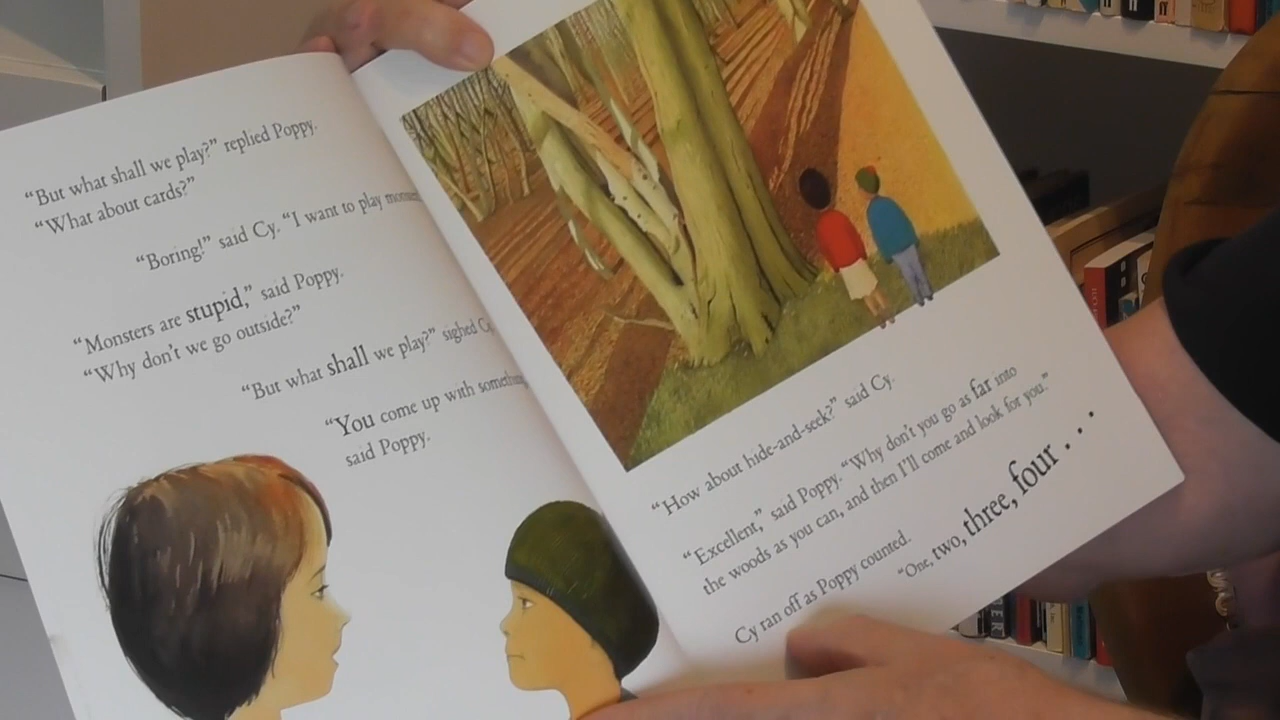 “But what shall we play?” replied Poppy.
“What about cards?”
“Boring!” said Cy. “I want to play
“Monsters are stupid,” said Poppy.
“Why don’t we go outside?”
“But what shall we play?” sighed
“You come up with
said Poppy.
“How about hide-and-seek?” said Cy.
“Excellent,” said Poppy. “Why don’t you go as far into
the woods as you can, and then I’ll come and look for you.”
Cy ran off as Poppy counted.
“One, two, three, four . . .